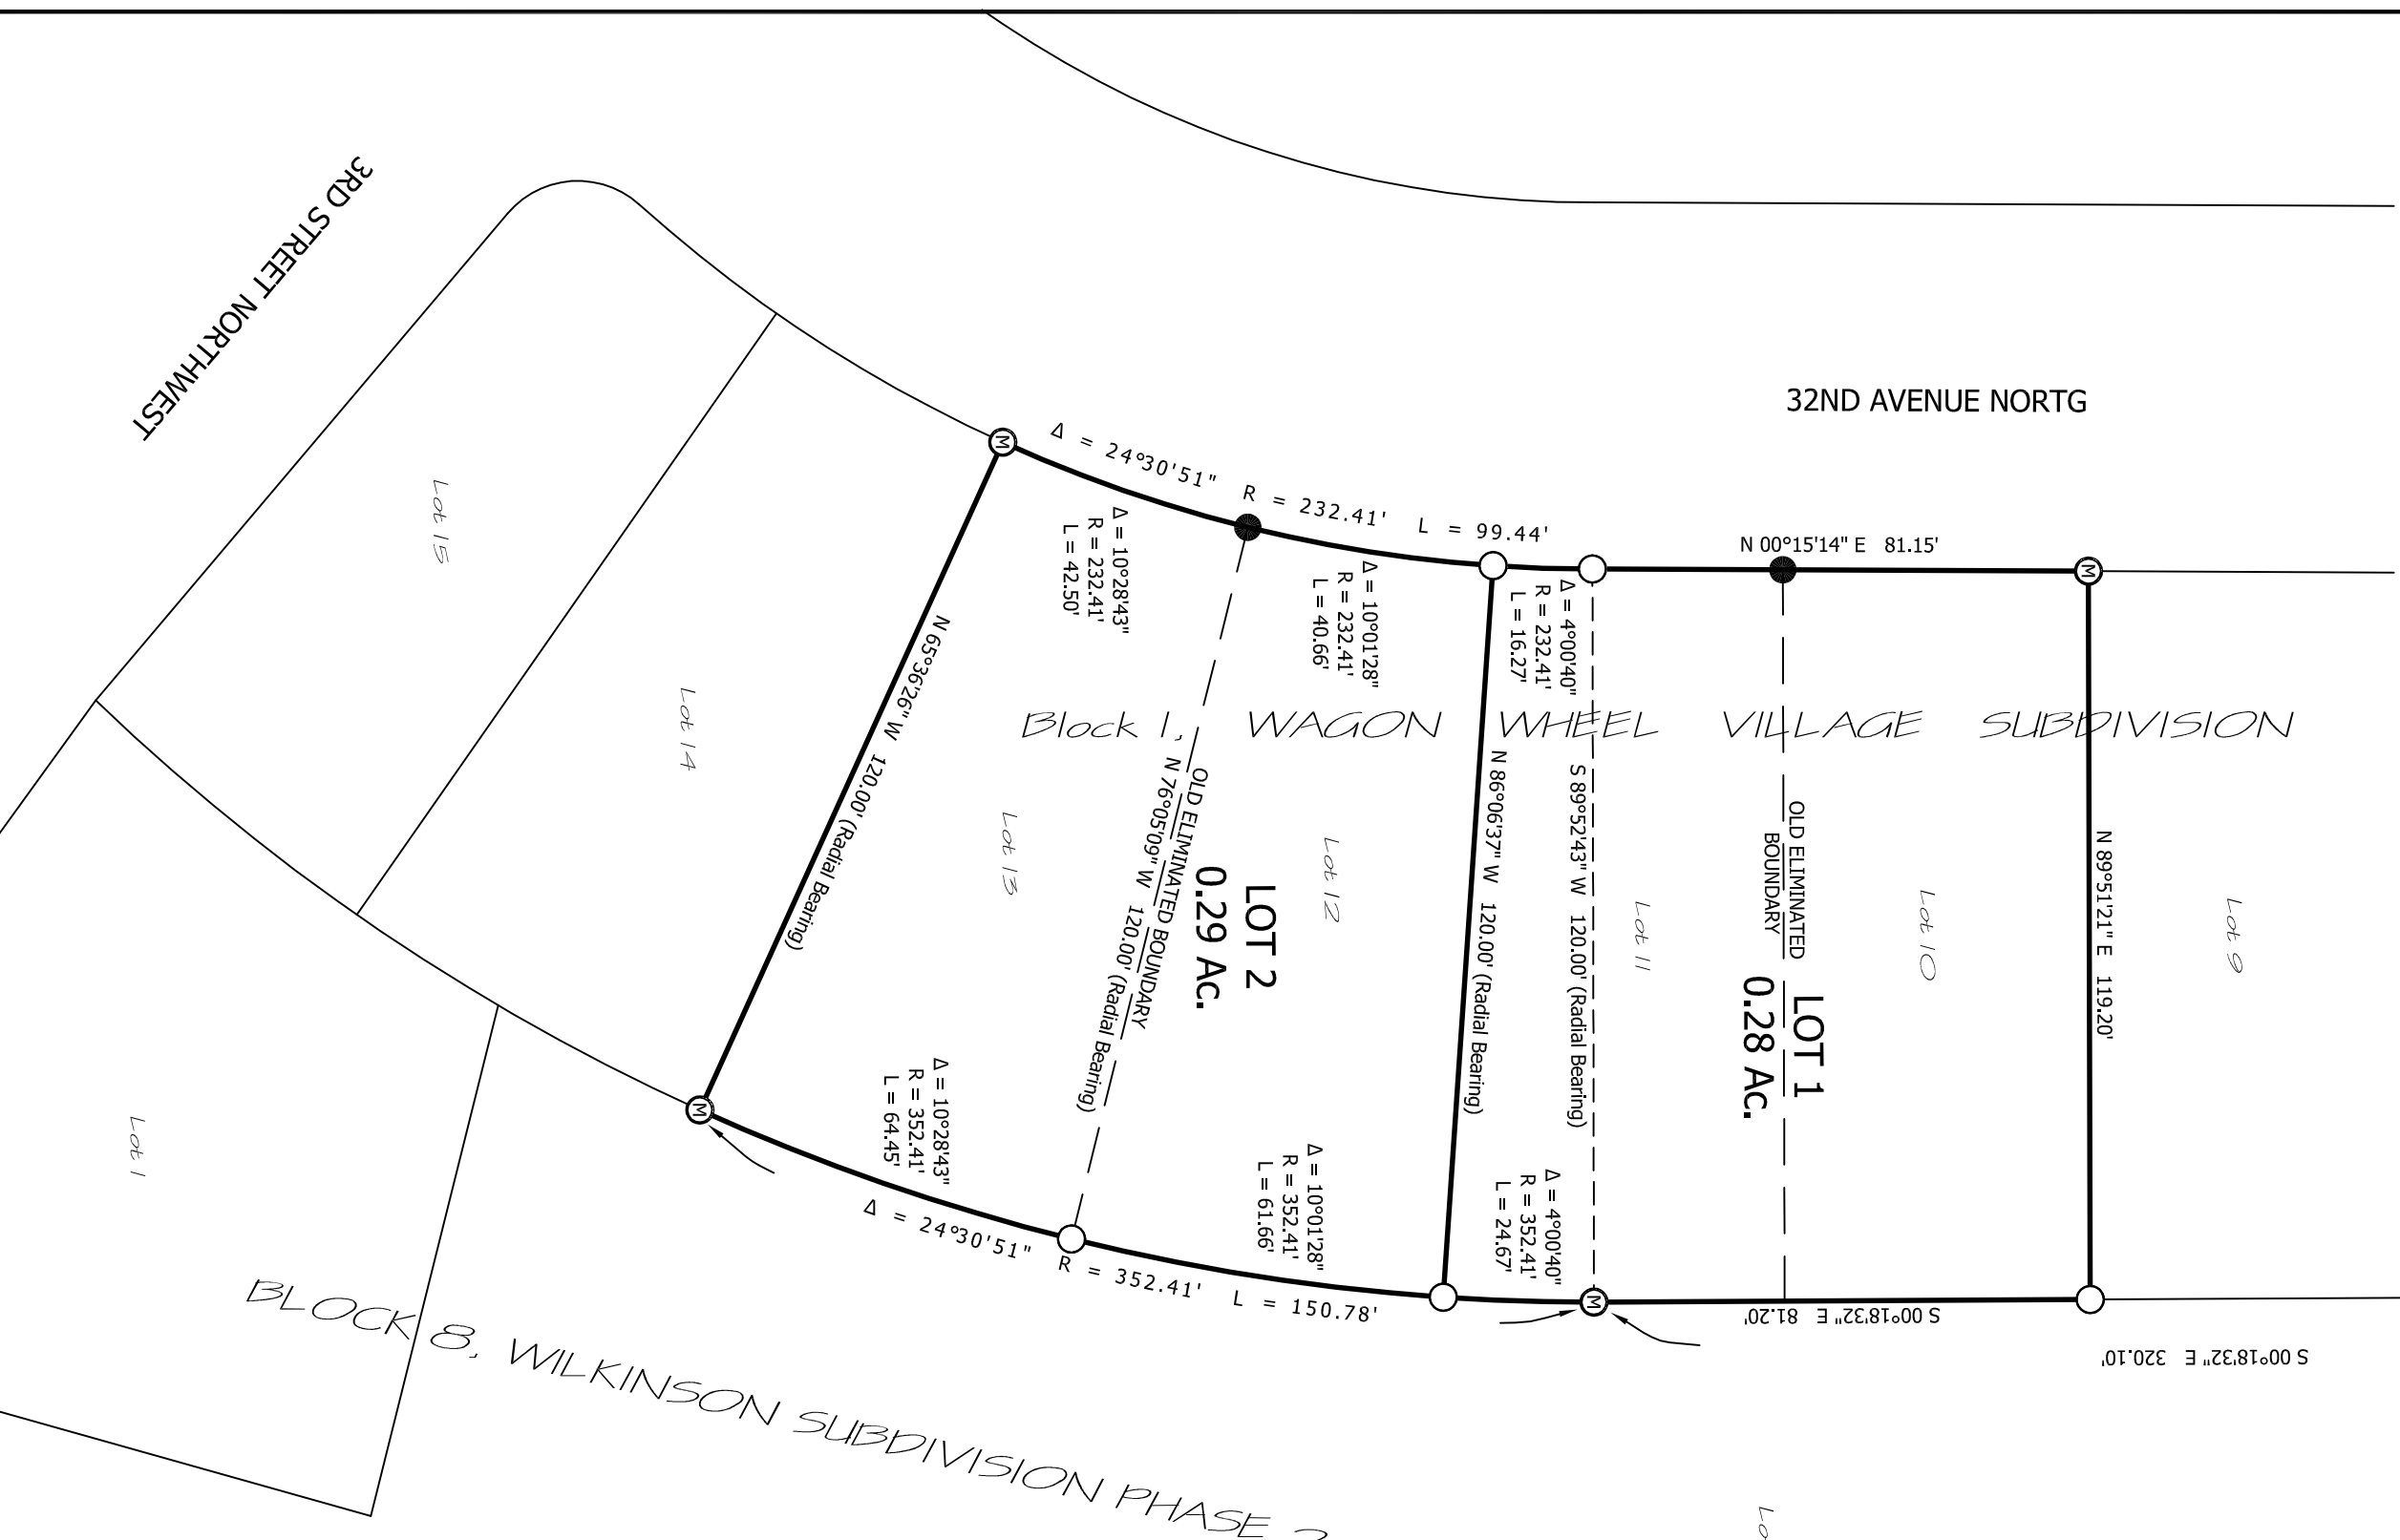 3RD STREET NORTHWEST
32ND AVENUE NORTG
Δ = 24°30'51" R = 232.41' L = 99.44'
N 00°15'14" E 81.15'
M
M
Lot 15
Lot 14
N 65°36'26" W 120.00' (Radial Bearing)
Δ = 10°28'43"
R = 232.41'
L = 42.50'
Δ = 10°01'28"
R = 232.41'
L = 40.66'
Δ = 4°00'40"
R = 232.41'
L = 16.27'
Block 1, WAGON WHEEL VILLAGE SUBDIVISION
Lot 13
OLD ELIMINATED BOUNDARY
N 76°05'09" W 120.00' (Radial Bearing)
LOT 2
0.29 Ac.
Lot 12
N 86°06'37" W 120.00' (Radial Bearing)
S 89°52'43" W 120.00' (Radial Bearing)
Lot 11
OLD ELIMINATED
BOUNDARY
LOT 1
0.28 Ac.
Lot 10
N 89°51'21" E 119.20'
Lot 9
M
Δ = 10°28'43"
R = 352.41'
L = 64.45'
Δ = 10°01'28"
R = 352.41'
L = 61.66'
Δ = 4°00'40"
R = 352.41'
L = 24.67'
M
Δ = 24°30'51" R = 352.41' L = 150.78'
S 00°18'32" E 81.20'
S 00°18'32" E 320.10'
Lot 1
BLOCK 8, WILKINSON SUBDIVISION PHASE